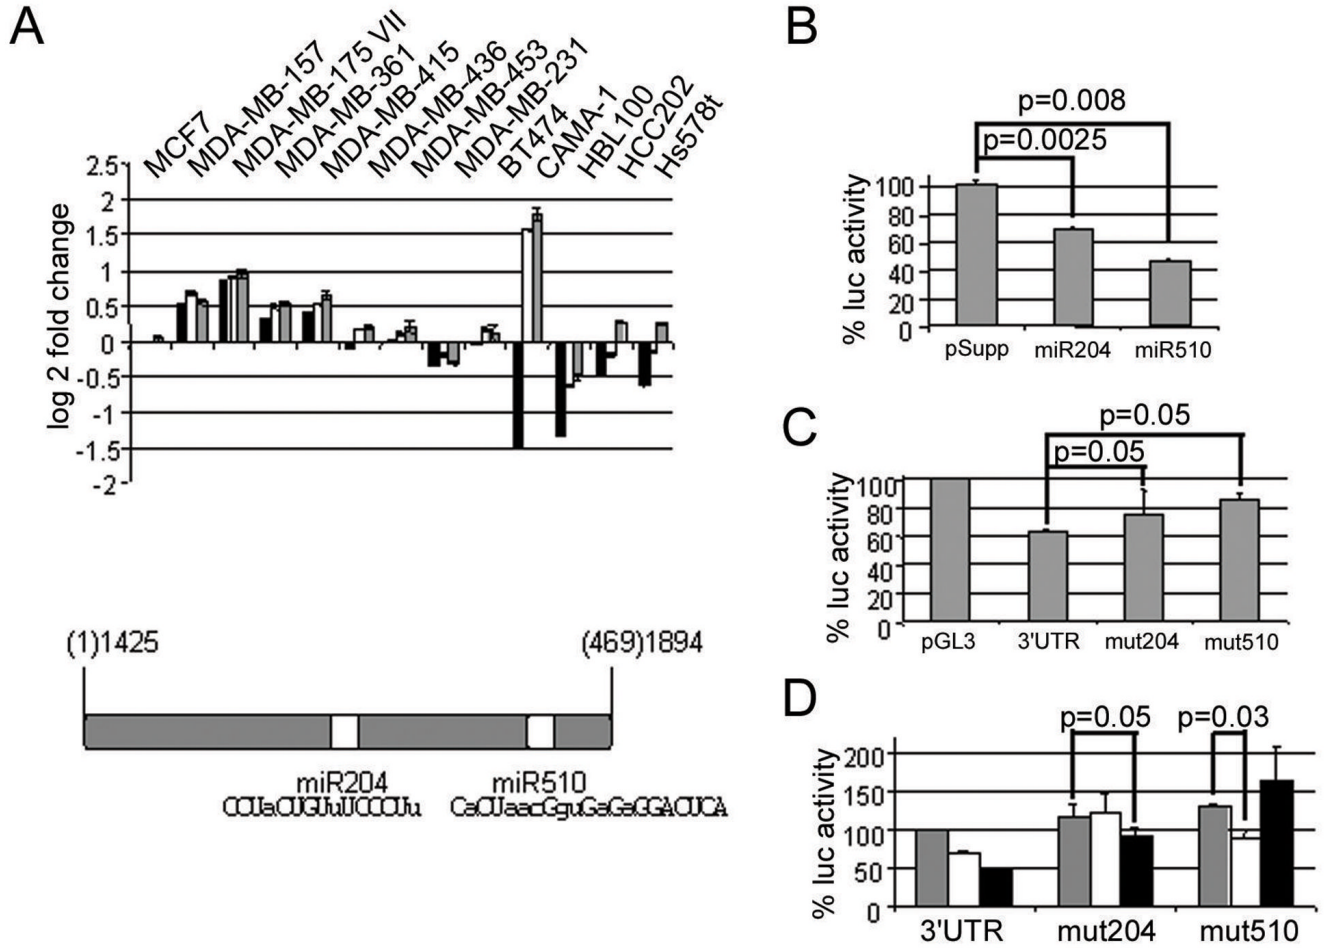 A
MCF7
MDA-MB-157
MDA-MB-175 VII
MDA-MB-361
MDA-MB-415
MDA-MB-436
MDA-MB-453
MDA-MB-231
BT474
CAMA-1
HBL100
HCC202
Hs578t
log 2 fold change
2.5
2
1.5
1
0.5
0
-0.5
-1
-1.5
-2
(1)1425
(469)1894
miR204
miR510
B
p=0.008
p=0.0025
% luc activity
100
80
60
40
20
0
pSupp miR204 miR510
C
p=0.05
p=0.05
% luc activity
100
80
60
40
20
0
pGL3 3'UTR mut204 mut510
D
p=0.05 p=0.03
% luc activity
200
150
100
50
0
3'UTR mut204 mut510